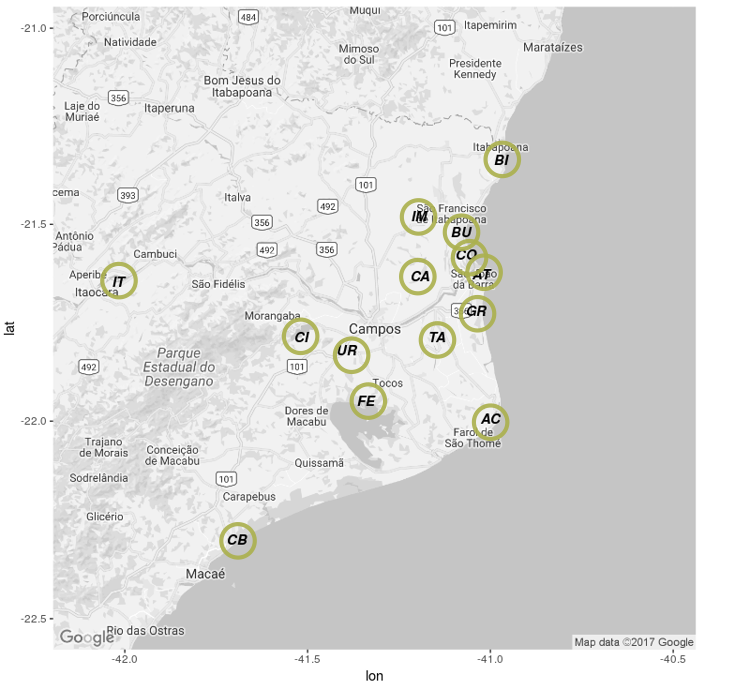 -21.0
-21.5
-22.0
-22.5
lat
Porciúncula
484
Muqui
Natividade
101
Itapemirim
Mimoso
do Sul
Marataízes
Presidente
Kennedy
Bom Jesus do
Itabapoana
356
Laje do
Muriaé
Itaperuna
Itabapoana
BI
101
cema
393
Italva
492
IM
São Francisco
de Itabapoana
356
BU
Antônio
Pádua
492
356
Cambuci
CO
Aperibé
IT
Itaocara
São Fidélis
CA
AT
São João
da Barra
Morangaba
GR
CI
Campos
TA
UR
Parque
Estadual do
Desengano
492
101
Tocos
FE
Dores de
Macabu
AC
Farol de
São Thomé
Trajano
de Morais
Conceição
de Macabu
Quissamã
Sodrelândia
101
Carapebus
Glicério
CB
Macaé
Rio das Ostras
Google
Map data ©2017 Google
-42.0
-41.5
-41.0
-40.5
lon